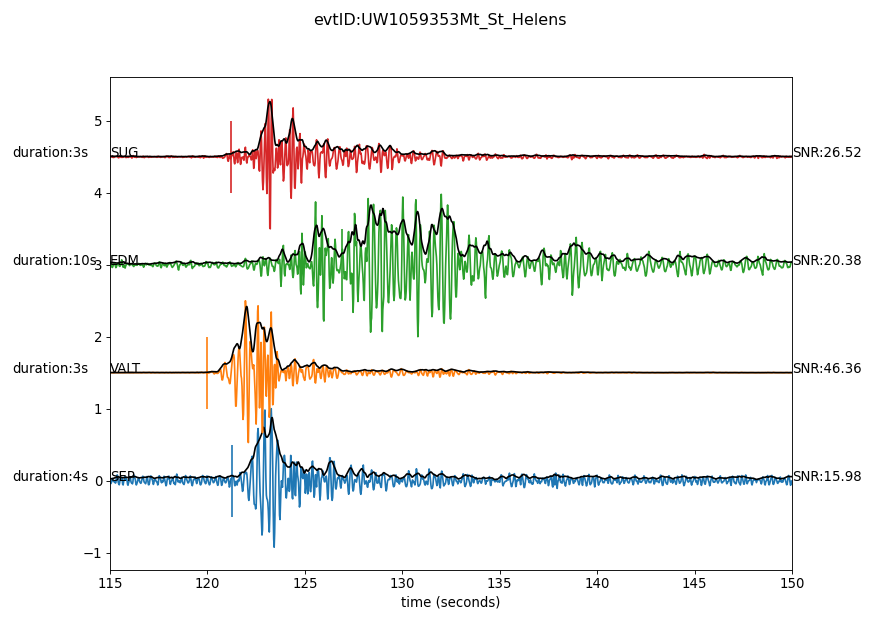 evtID:UW1059353Mt_St_Helens
5
duration:3s SUG SNR:26.52
4
duration:10s EDM SNR:20.38
3
2
duration:3s VALT SNR:46.36
1
duration:4s SEP SNR:15.98
0
−1
115 120 125 130 135 140 145 150
time (seconds)